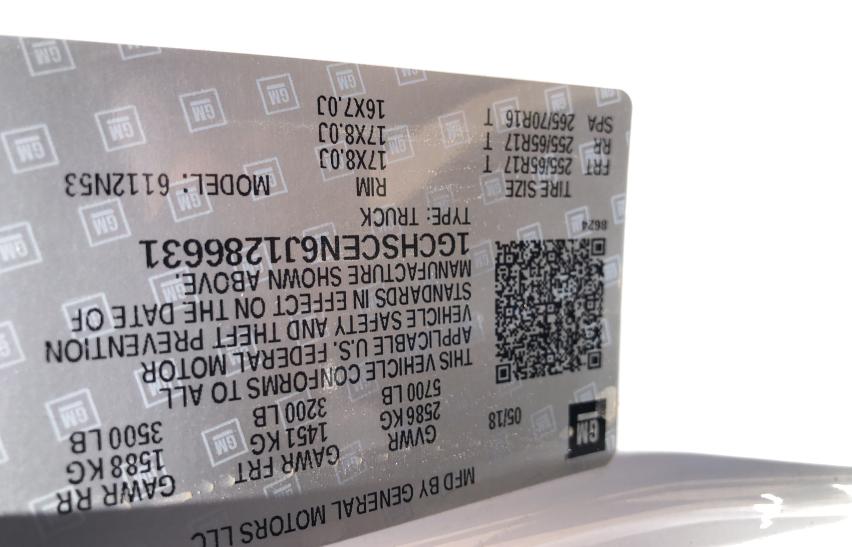 MFD BY GENERAL MOTORS LLC
GM
05/18
GVWR GAWR FRT GAWR RR
2586 KG 1451 KG 1588 KG
5700 LB 3200 LB 3500 LB
THIS VEHICLE CONFORMS TO ALL
APPLICABLE U.S. FEDERAL MOTOR
VEHICLE SAFETY AND THEFT PREVENTION
STANDARDS IN EFFECT ON THE DATE OF
MANUFACTURE SHOWN ABOVE.
1GCHSCEN6J1286631
8624
TYPE: TRUCK
TIRE SIZE RIM MODEL: 6112N53
FRT 255/65R17 T 17X8.0J
RR 255/65R17 T 17X8.0J
SPA 265/70R16 T 16X7.0J